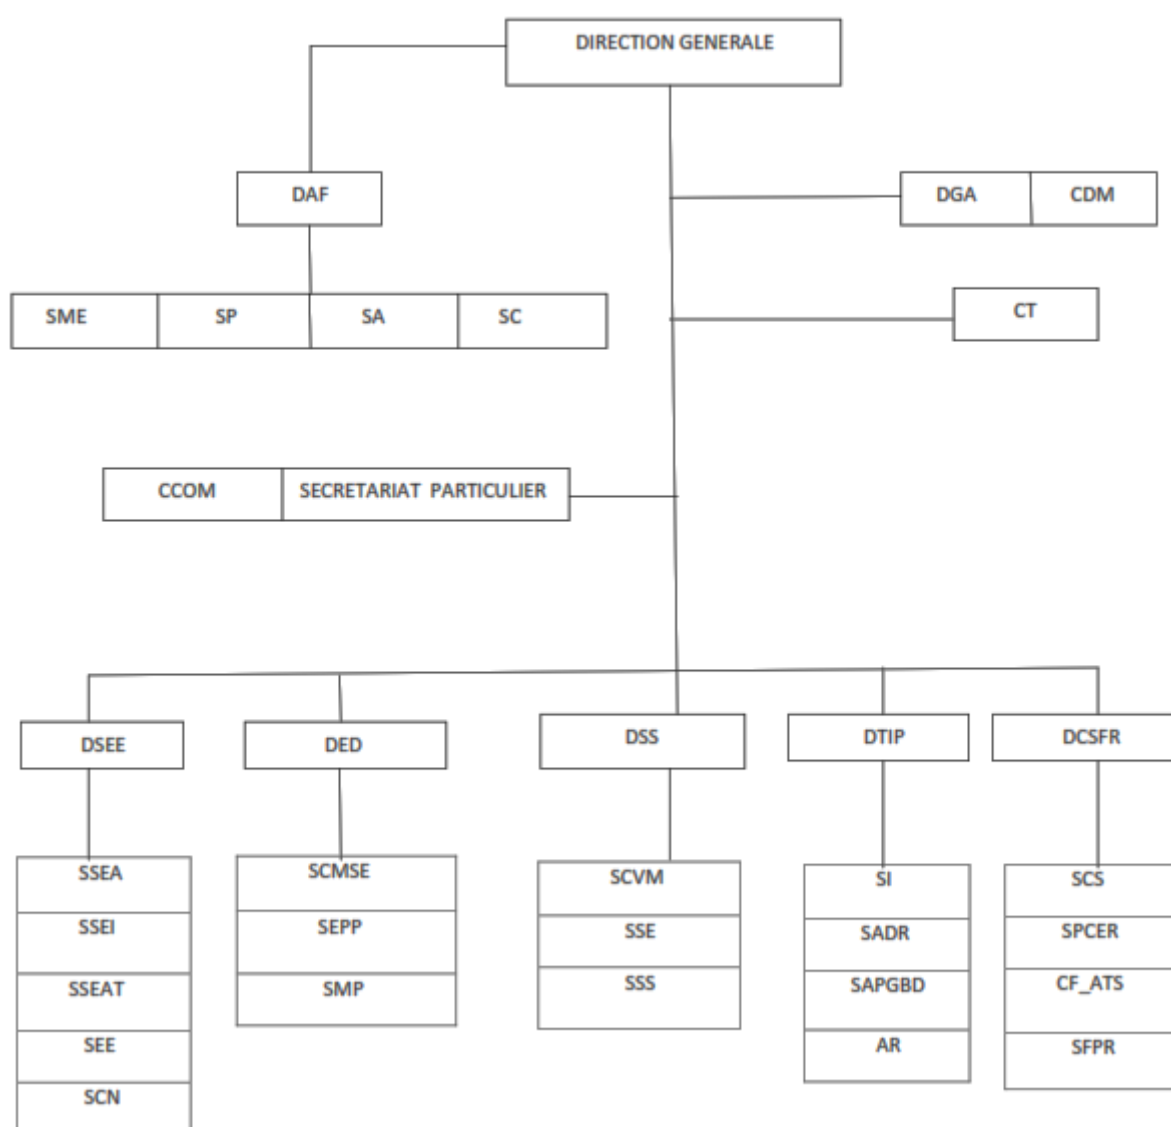 DIRECTION GENERALE
DAF
DGA CDM
SME SP SA SC
CT
CCOM SECRETARIAT PARTICULIER
DSEE DED DSS DTIP DCSFR
SSEA
SSEI
SSEAT
SEE
SCN
SCMSE
SEPP
SMP
SCVM
SSE
SSS
SI
SADR
SAPGBD
AR
SCS
SPCER
CF_ATS
SFPR